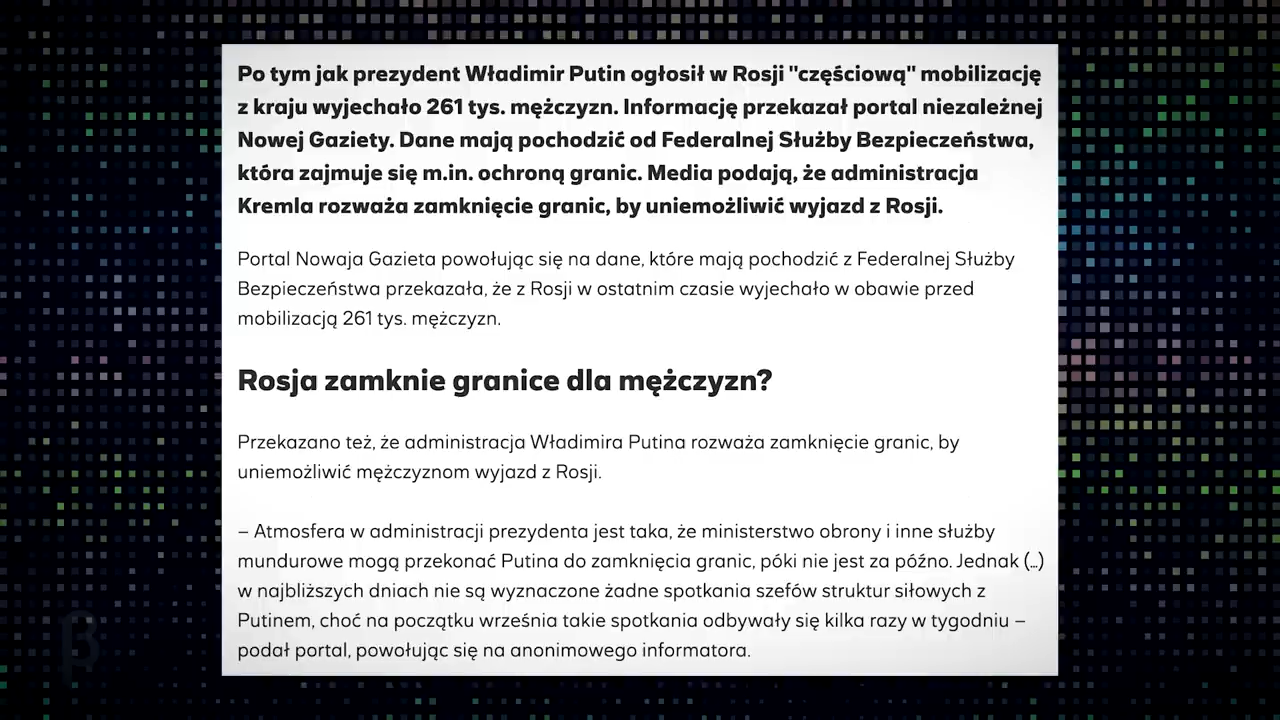 Po tym jak prezydent Władimir Putin ogłosił w Rosji "częściową" mobilizację
z kraju wyjechało 261 tys. mężczyzn. Informację przekazał portal niezależnej
Nowej Gaziety. Dane mają pochodzić od Federalnej Służby Bezpieczeństwa,
która zajmuje się m.in. ochroną granic. Media podają, że administracja
Kremla rozważa zamknięcie granic, by uniemożliwić wyjazd z Rosji.
Portal Nowaja Gazieta powołując się na dane, które mają pochodzić z Federalnej Służby
Bezpieczeństwa przekazała, że z Rosji w ostatnim czasie wyjechało w obawie przed
mobilizacją 261 tys. mężczyzn.
Rosja zamknie granice dla mężczyzn?
Przekazano też, że administracja Władimira Putina rozważa zamknięcie granic, by
uniemożliwić mężczyznom wyjazd z Rosji.
– Atmosfera w administracji prezydenta jest taka, że ministerstwo obrony i inne służby
mundurowe mogą przekonać Putina do zamknięcia granic, póki nie jest za późno. Jednak (...)
w najbliższych dniach nie są wyznaczone żadne spotkania szefów struktur siłowych z
Putinem, choć na początku września takie spotkania odbywały się kilka razy w tygodniu –
podał portal, powołując się na anonimowego informatora.
β